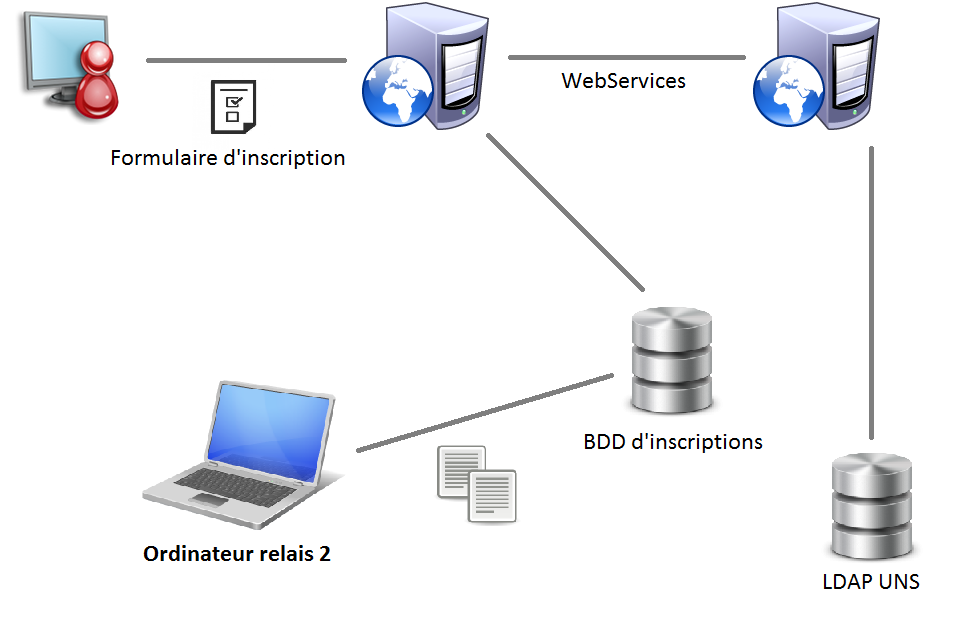 WebServices
Formulaire d'inscription
BDD d'inscriptions
Ordinateur relais 2
LDAP UNS